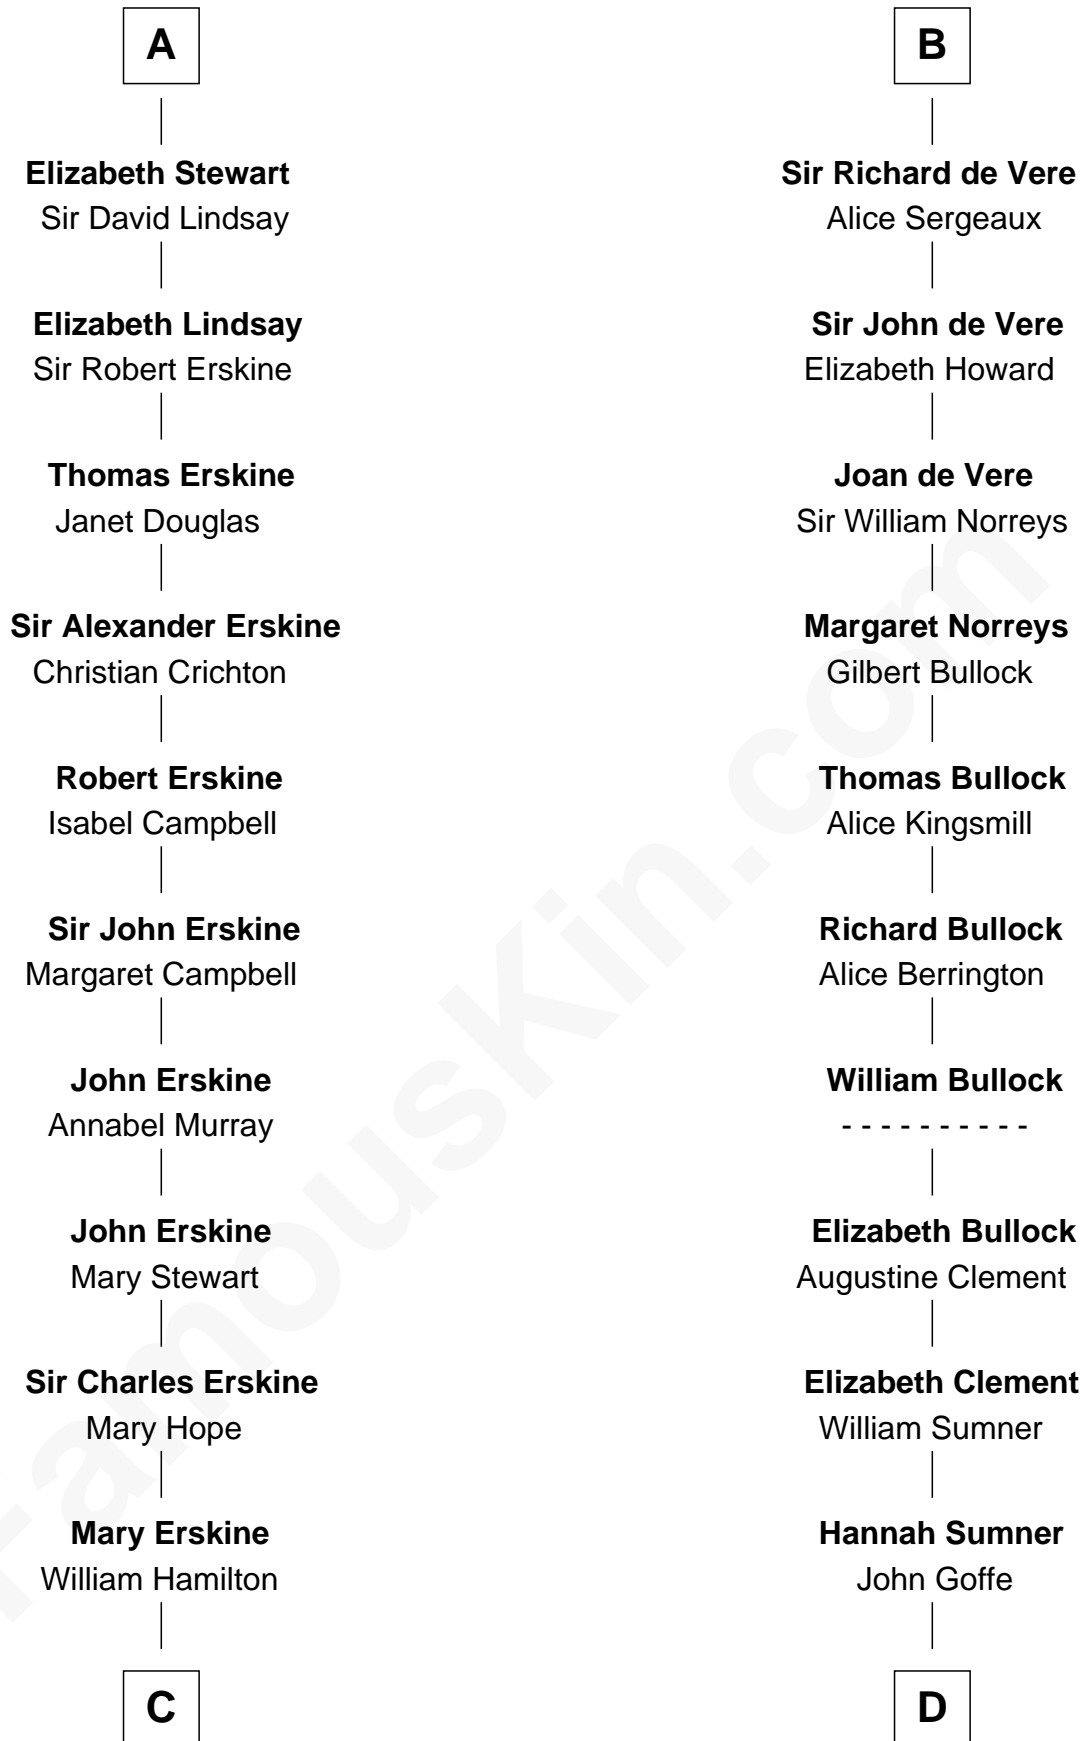 A
Elizabeth Stewart
Sir David Lindsay
Elizabeth Lindsay
Sir Robert Erskine
Thomas Erskine
Janet Douglas
Sir Alexander Erskine
Christian Crichton
Robert Erskine
Isabel Campbell
Sir John Erskine
Margaret Campbell
John Erskine
Annabel Murray
John Erskine
Mary Stewart
Sir Charles Erskine
Mary Hope
Mary Erskine
William Hamilton
C
B
Sir Richard de Vere
Alice Sergeaux
Sir John de Vere
Elizabeth Howard
Joan de Vere
Sir William Norreys
Margaret Norreys
Gilbert Bullock
Thomas Bullock
Alice Kingsmill
Richard Bullock
Alice Berrington
William Bullock
- - - - - - - - - -
Elizabeth Bullock
Augustine Clement
Elizabeth Clement
William Sumner
Hannah Sumner
John Goffe
D
FamousKin.com